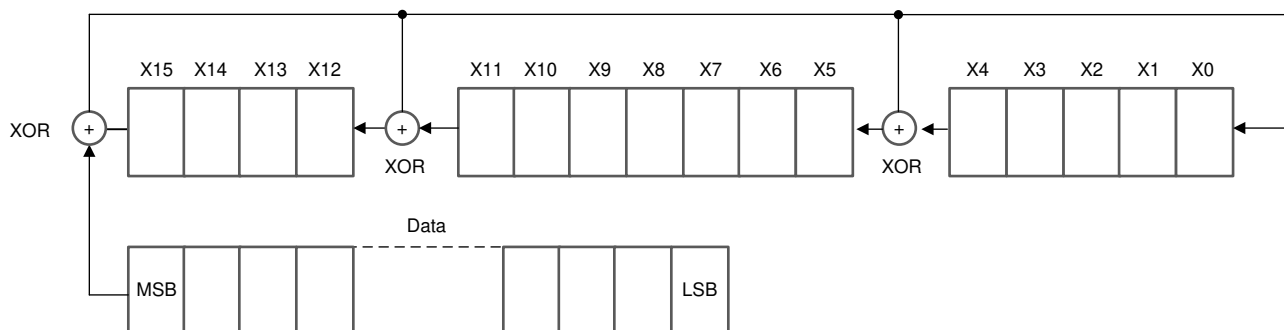 X15 X14 X13 X12 X11 X10 X9 X8 X7 X6 X5 X4 X3 X2 X1 X0
XOR + + +
XOR XOR
Data
MSB LSB